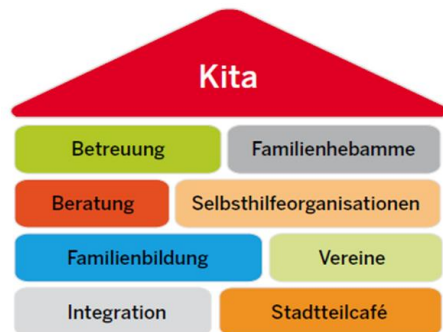 Kita
Betreuung Familienhebamme
Beratung Selbsthilfeorganisationen
Familienbildung Vereine
Integration Stadtteilcafé